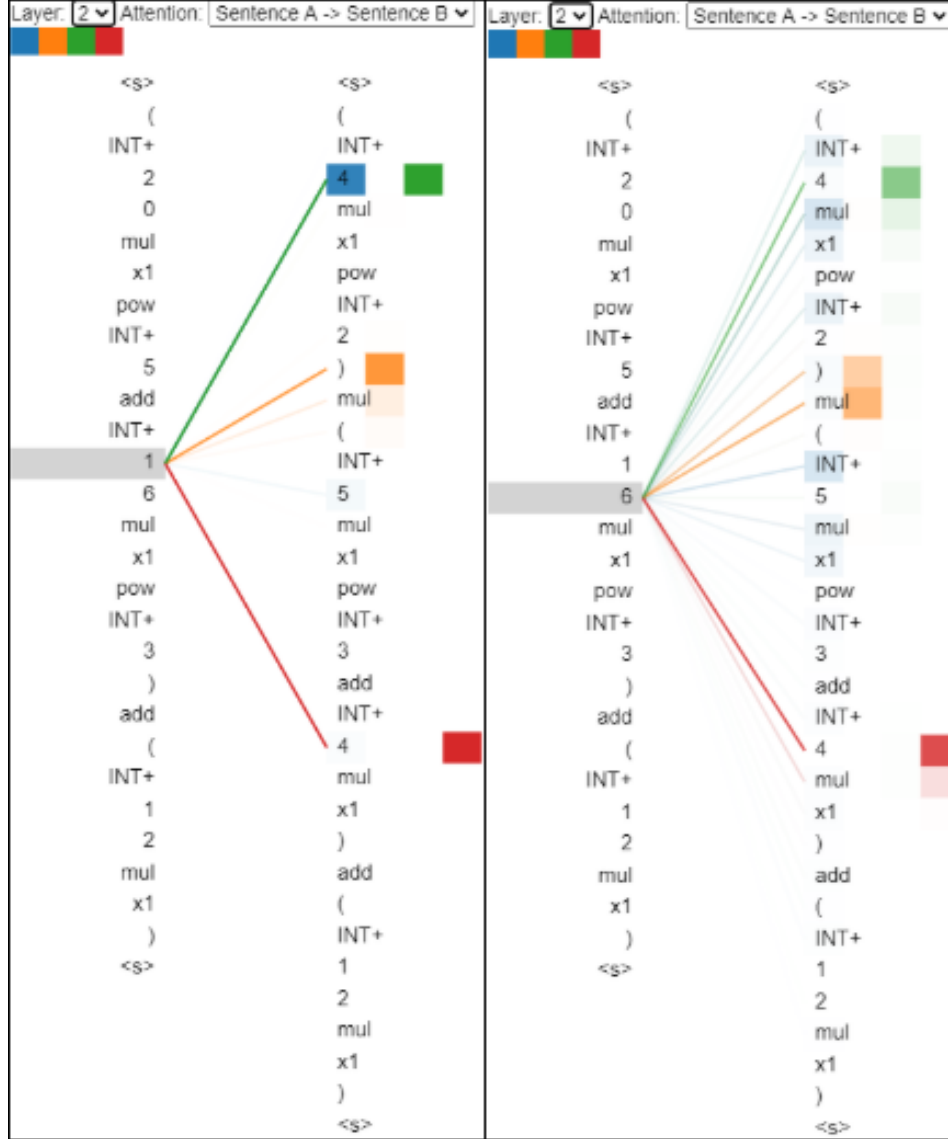 Layer: 2 Attention: Sentence A -> Sentence B
<s> <s>
( (
INT+ INT+
2 4
0 mul
mul x1
x1 pow
pow INT+
INT+ 2
5 )
add mul
INT+ (
1 INT+
6 5
mul mul
x1 x1
pow pow
INT+ INT+
3 3
) add
add INT+
( 4
INT+ mul
1 x1
2 )
mul add
x1 (
) INT+
<s> 1
2
mul
x1
)
<s>
Layer: 2 Attention: Sentence A -> Sentence B
<s> <s>
( (
INT+ INT+
2 4
0 mul
mul x1
x1 pow
pow INT+
INT+ 2
5 )
add mul
INT+ (
1 INT+
6 5
mul mul
x1 x1
pow pow
INT+ INT+
3 3
) add
add INT+
( 4
INT+ mul
1 x1
2 )
mul add
x1 (
) INT+
<s> 1
2
mul
x1
)
<s>